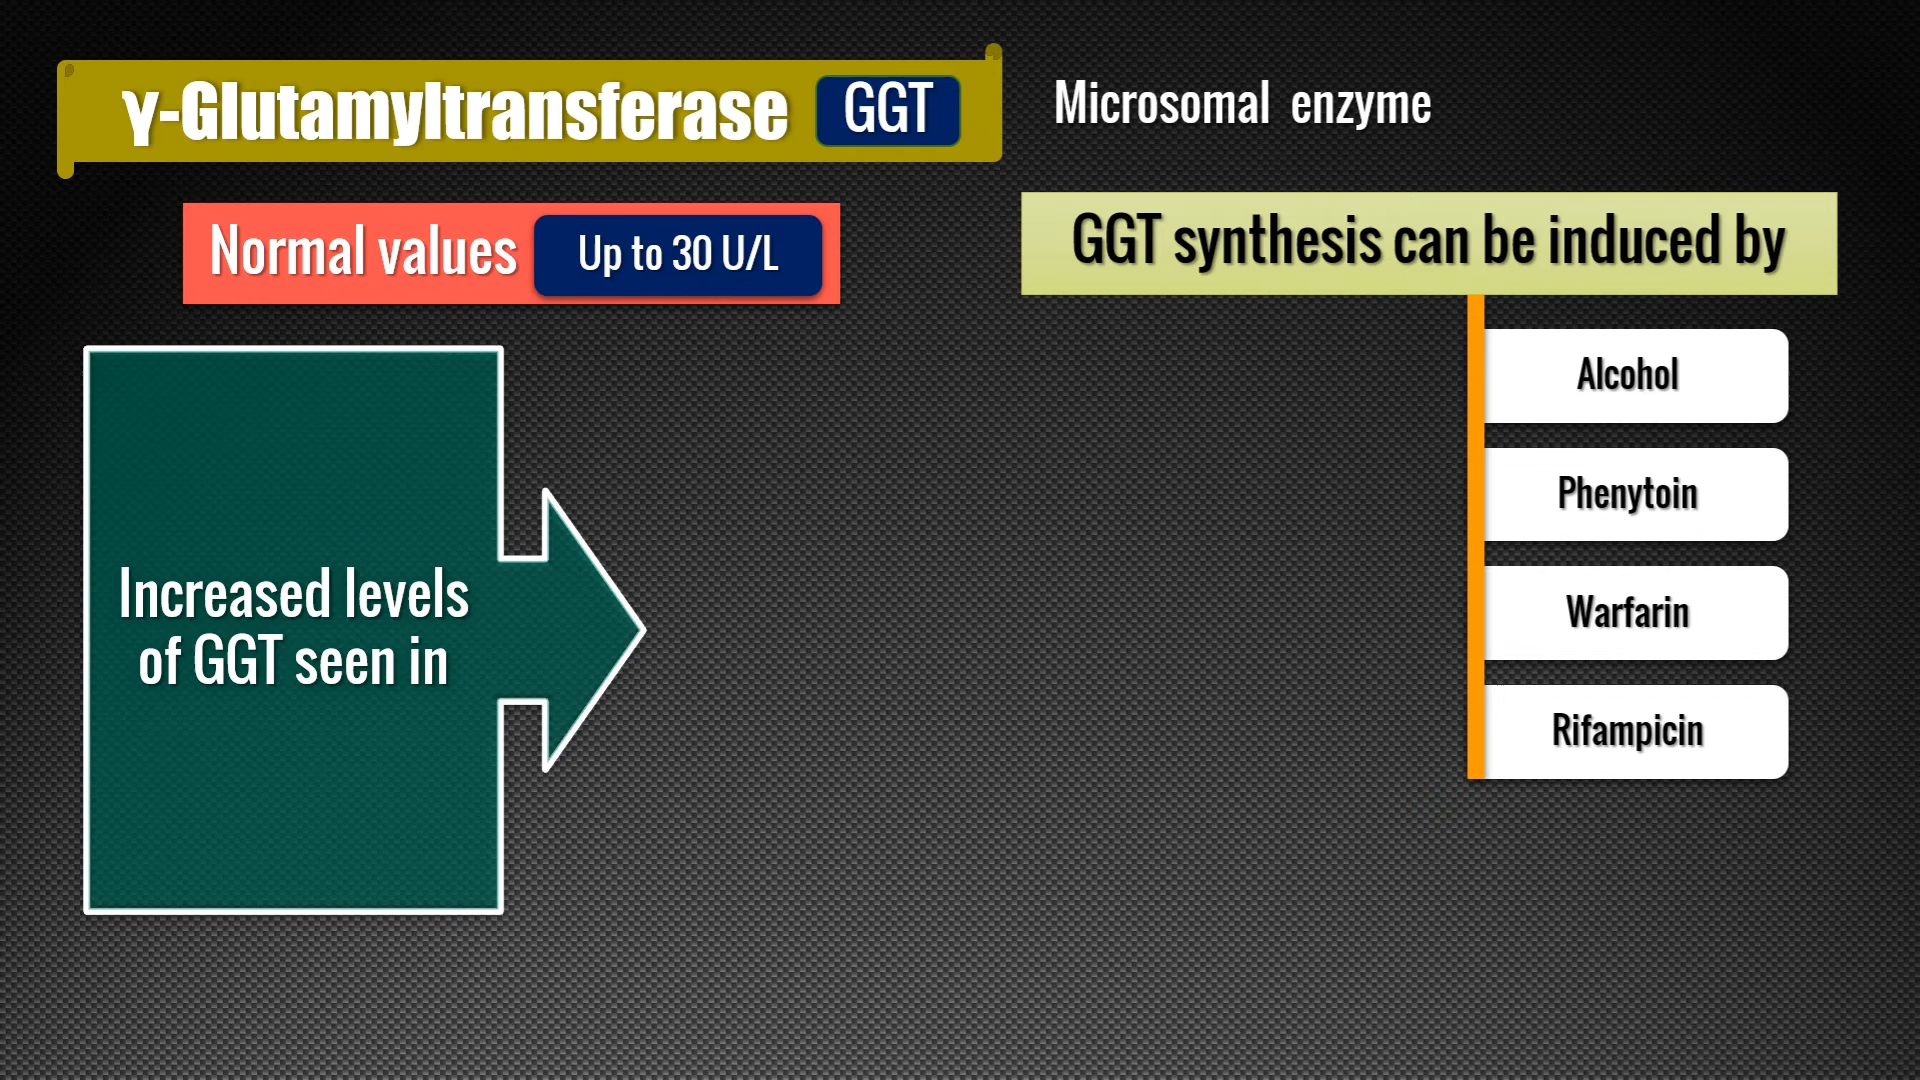 γ-Glutamyltransferase GGT
Microsomal enzyme
Normal values Up to 30 U/L
GGT synthesis can be induced by
Alcohol
Phenytoin
Warfarin
Rifampicin
Increased levels
of GGT seen in